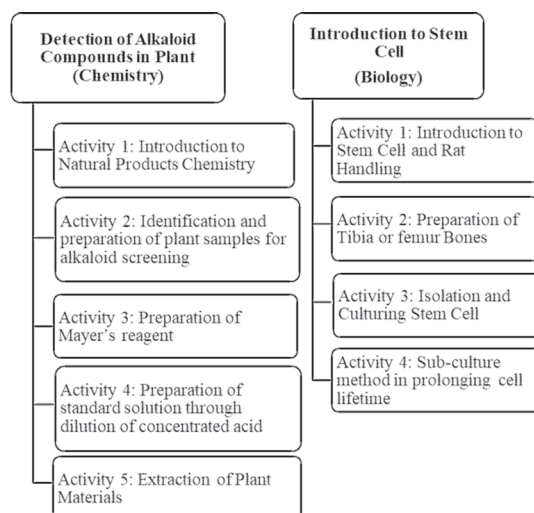 Detection of Alkaloid
Compounds in Plant
(Chemistry)
Activity 1: Introduction to
Natural Products Chemistry
Activity 2: Identification and
preparation of plant samples for
alkaloid screening
Activity 3: Preparation of
Mayer's reagent
Activity 4: Preparation of
standard solution through
dilution of concentrated acid
Activity 5: Extraction of Plant
Materials
Introduction to Stem
Cell
(Biology)
Activity 1: Introduction to
Stem Cell and Rat
Handling
Activity 2: Preparation of
Tibia or femur Bones
Activity 3: Isolation and
Culturing Stem Cell
Activity 4: Sub-culture
method in prolonging cell
lifetime